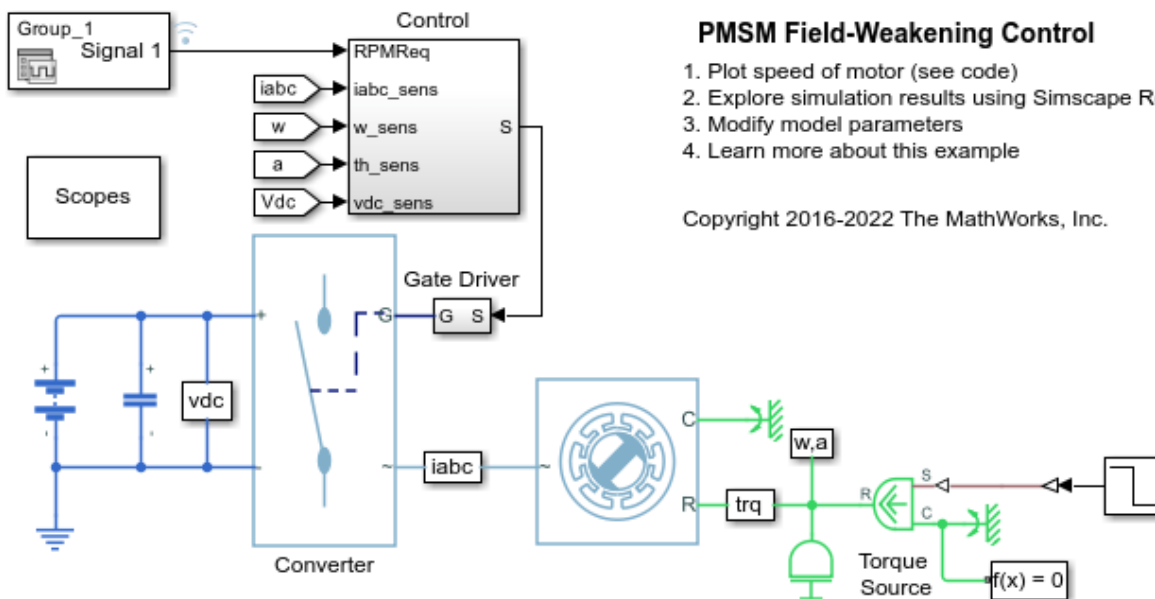 Group_1
Signal 1
Control
RPMReq
iabc
iabc_sens
w
w_sens
S
a
th_sens
Vdc
vdc_sens
Scopes
PMSM Field-Weakening Control
1. Plot speed of motor (see code)
2. Explore simulation results using Simscape R
3. Modify model parameters
4. Learn more about this example
Copyright 2016-2022 The MathWorks, Inc.
Gate Driver
+
G
G S
+
+
vdc
-
-
-
~
iabc
~
Converter
C
R
w,a
trq
R
S
C
Torque
Source
f(x) = 0